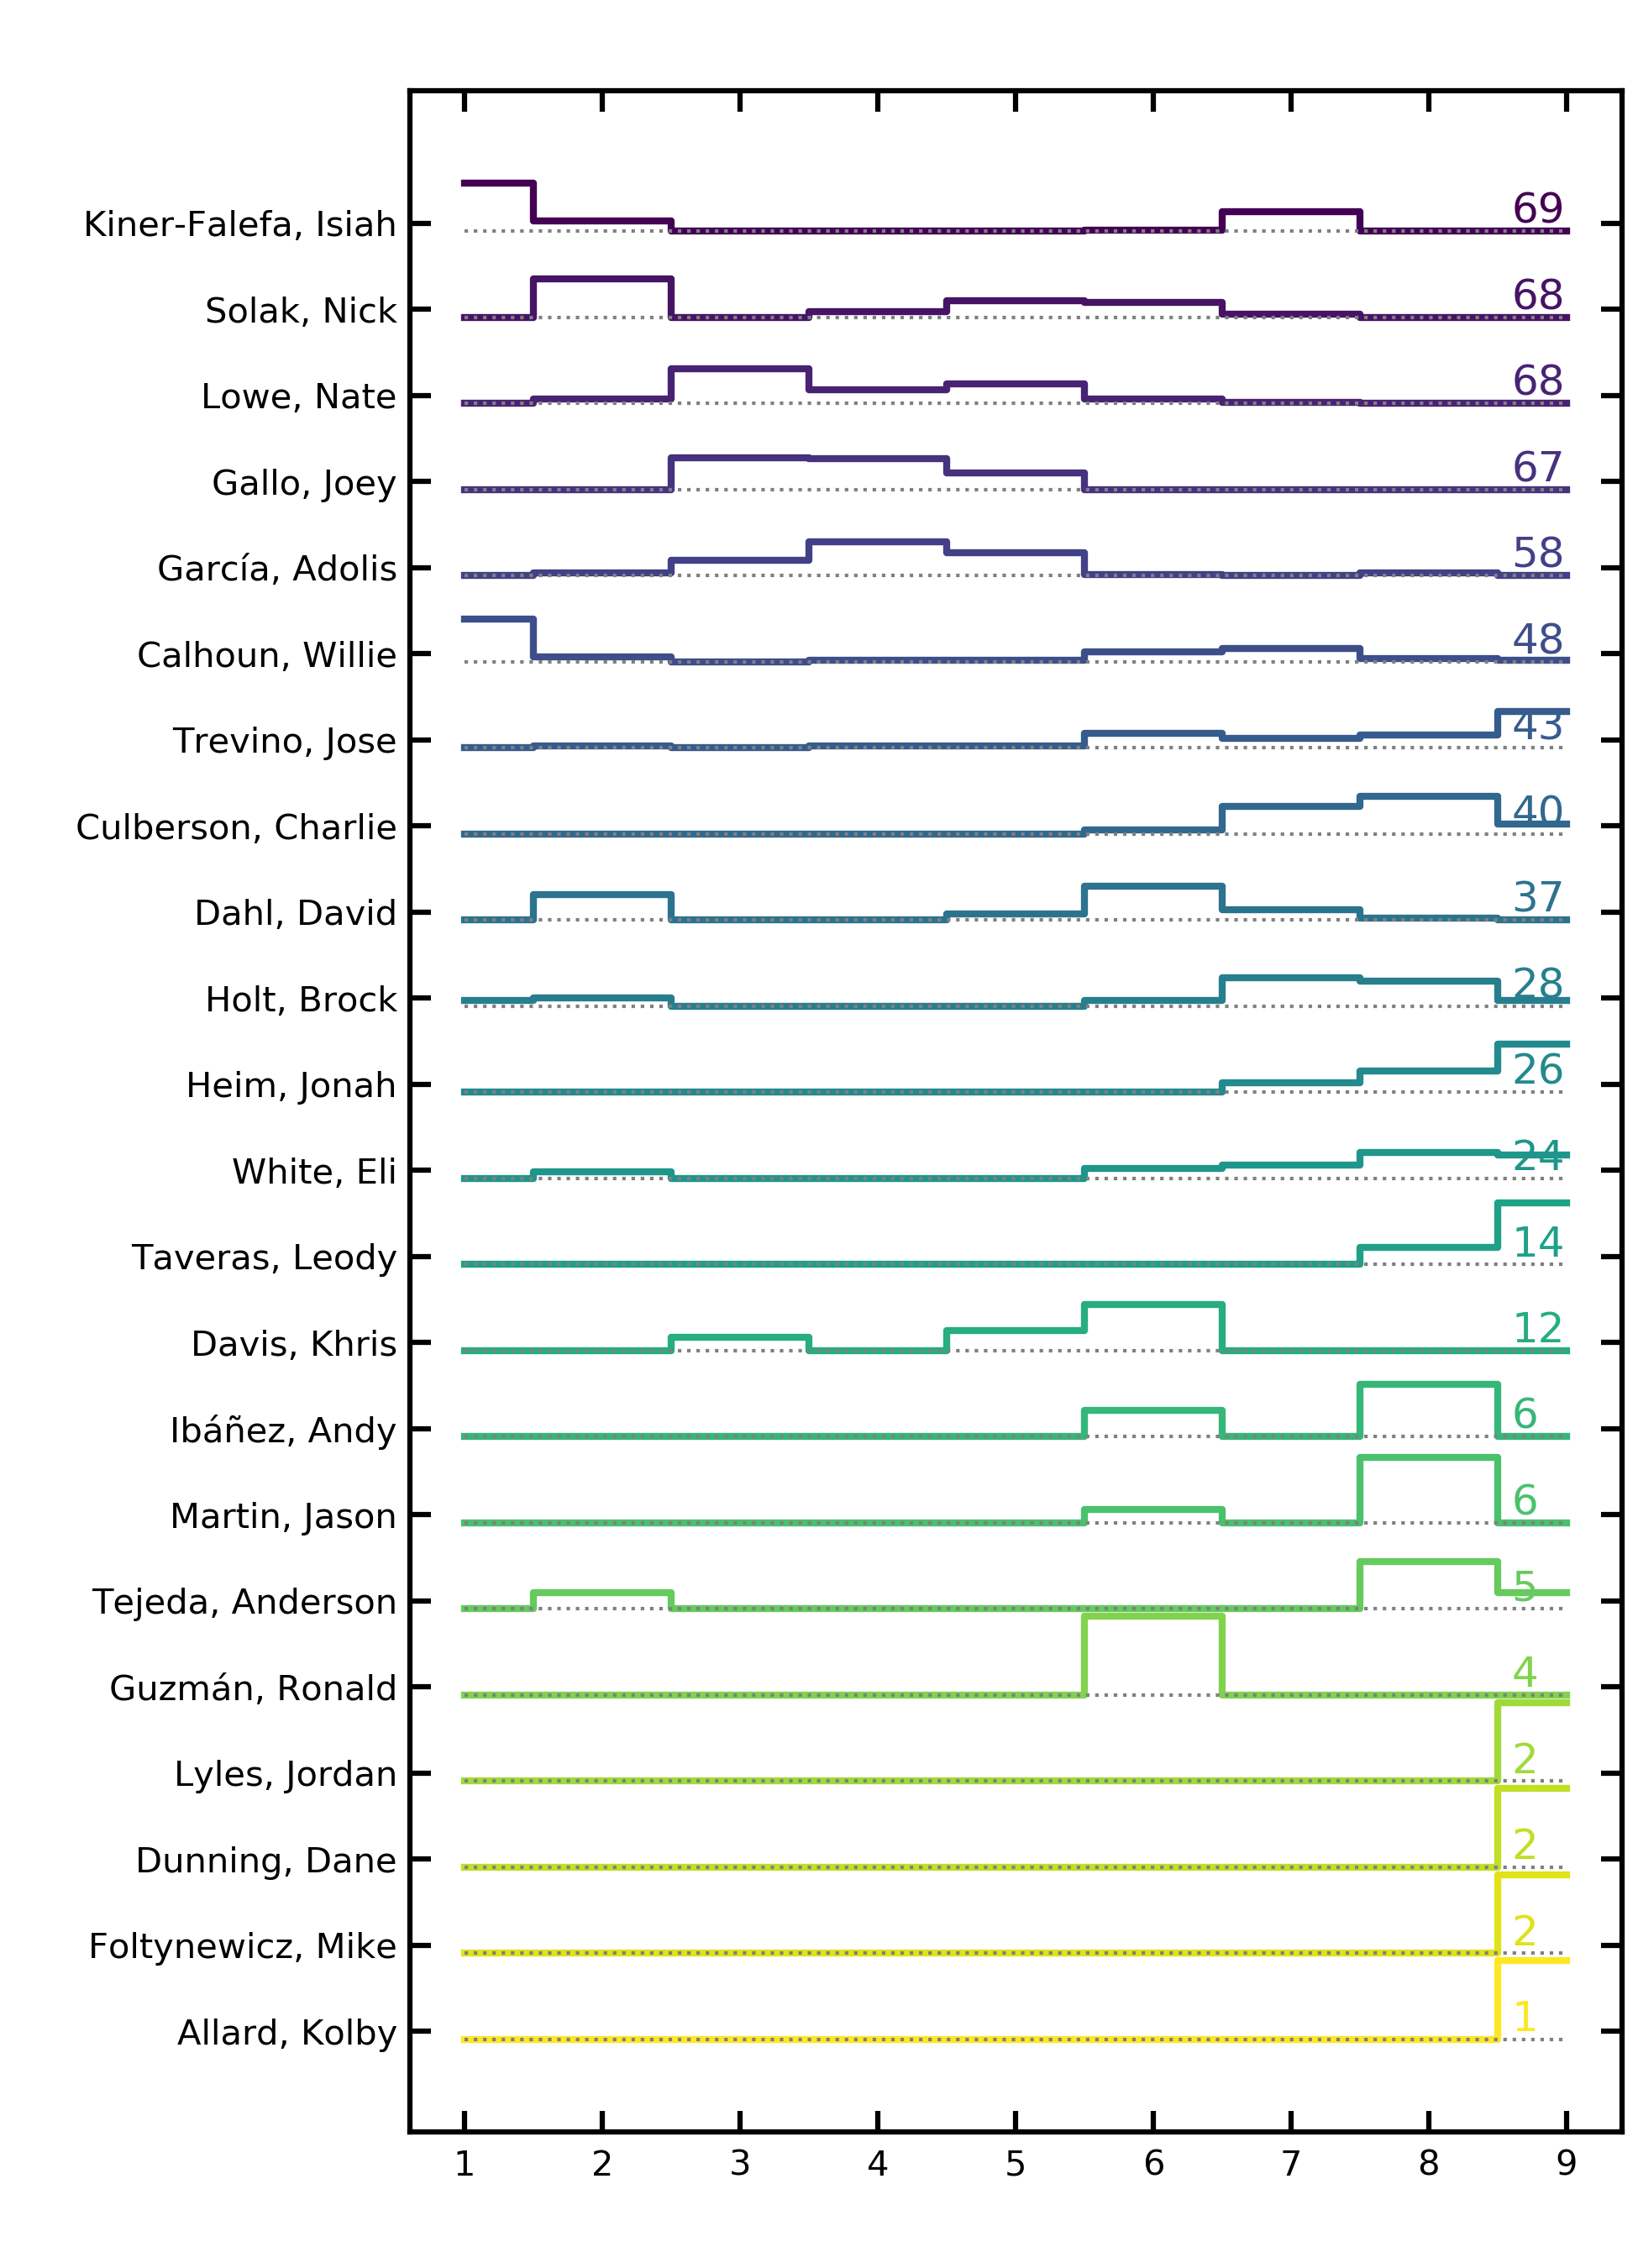 Kiner-Falefa, Isiah 69
Solak, Nick 68
Lowe, Nate 68
Gallo, Joey 67
García, Adolis 58
Calhoun, Willie 48
Trevino, Jose 43
Culberson, Charlie 40
Dahl, David 37
Holt, Brock 28
Heim, Jonah 26
White, Eli 24
Taveras, Leody 14
Davis, Khris 12
Ibáñez, Andy 6
Martin, Jason 6
Tejeda, Anderson 5
Guzmán, Ronald 4
Lyles, Jordan 2
Dunning, Dane 2
Foltynewicz, Mike 2
Allard, Kolby 1
1 2 3 4 5 6 7 8 9